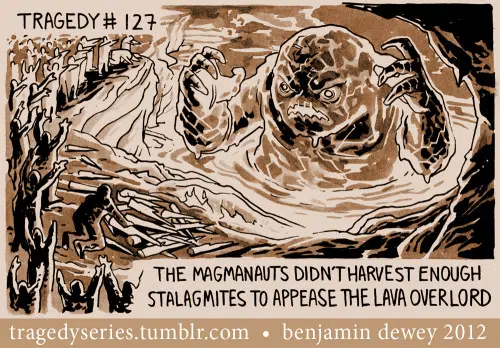 TRAGEDY # 127
THE MAGMANAUTS DIDN'T HARVEST ENOUGH
STALAGMITES TO APPEASE THE LAVA OVERLORD
tragedyseries.tumblr.com • benjamin dewey 2012